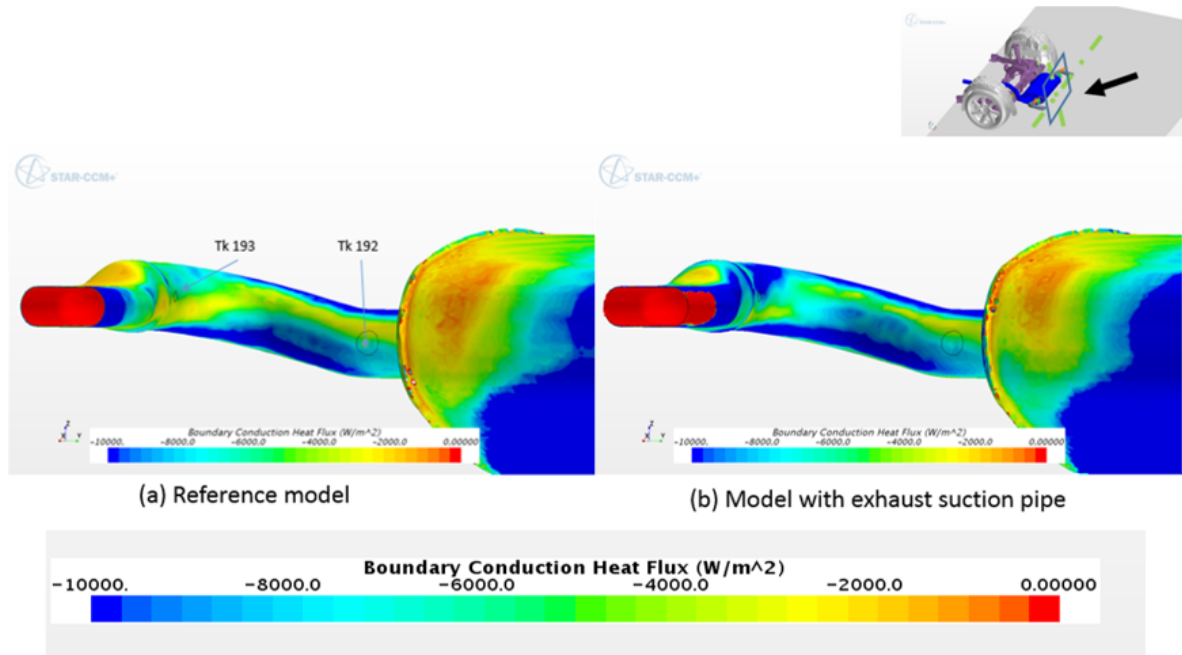 STAR-CCM+
STAR-CCM+
Tk 193
Tk 192
Boundary Conduction Heat Flux (W/m^2)
-10000. -8000.0 -6000.0 -4000.0 -2000.0 0.00000
Boundary Conduction Heat Flux (W/m^2)
-10000. -8000.0 -6000.0 -4000.0 -2000.0 0.00000
Z
X Y
Z
X Y
(a) Reference model
(b) Model with exhaust suction pipe
Boundary Conduction Heat Flux (W/m^2)
-10000. -8000.0 -6000.0 -4000.0 -2000.0 0.00000